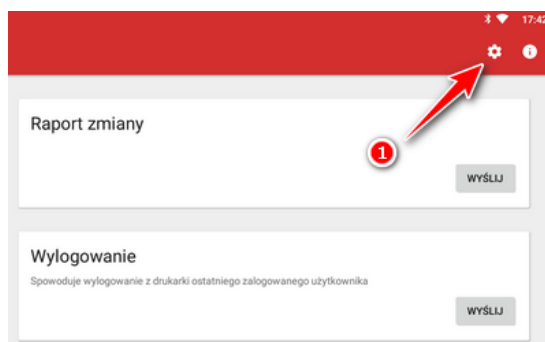 17:42
1
Raport zmiany
WYŚLIJ
Wylogowanie
Spowoduje wylogowanie z drukarki ostatniego zalogowanego użytkownika
WYŚLIJ